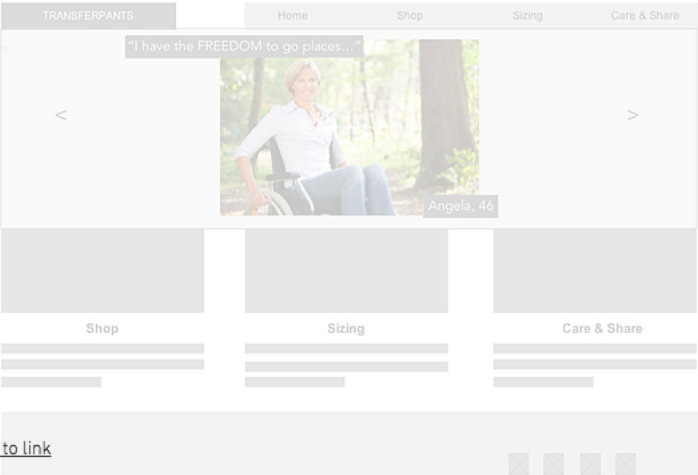 TRANSFERPANTS
Home Shop Sizing Care & Share
“I have the FREEDOM to go places...”
< >
Angela, 46
Shop Sizing Care & Share
to link